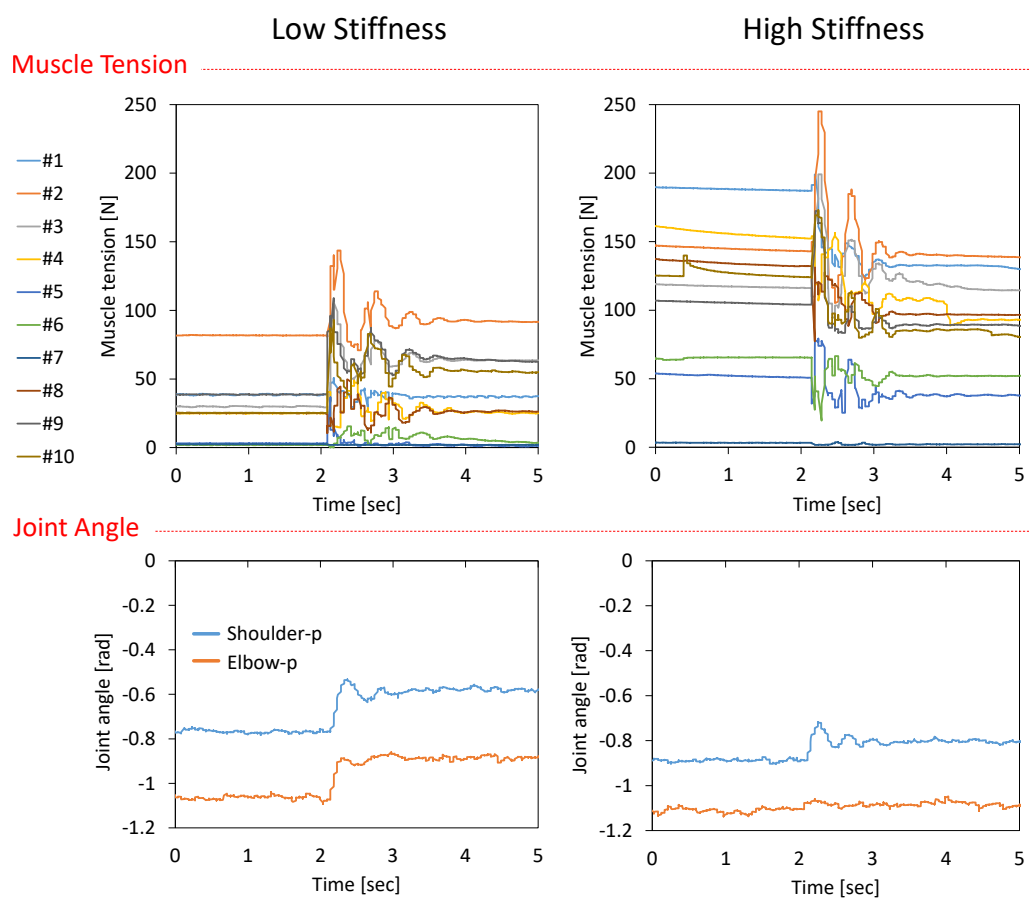 Low Stiffness High Stiffness
Muscle Tension
#1
#2
#3
#4
#5
#6
#7
#8
#9
#10
Muscle tension [N]
250
200
150
100
50
0
0 1 2 3 4 5
Time [sec]
Muscle tension [N]
250
200
150
100
50
0
0 1 2 3 4 5
Time [sec]
Joint Angle
Joint angle [rad]
0
-0.2
-0.4
-0.6
-0.8
-1
-1.2
Shoulder-p
Elbow-p
0 1 2 3 4 5
Time [sec]
Joint angle [rad]
0
-0.2
-0.4
-0.6
-0.8
-1
-1.2
0 1 2 3 4 5
Time [sec]